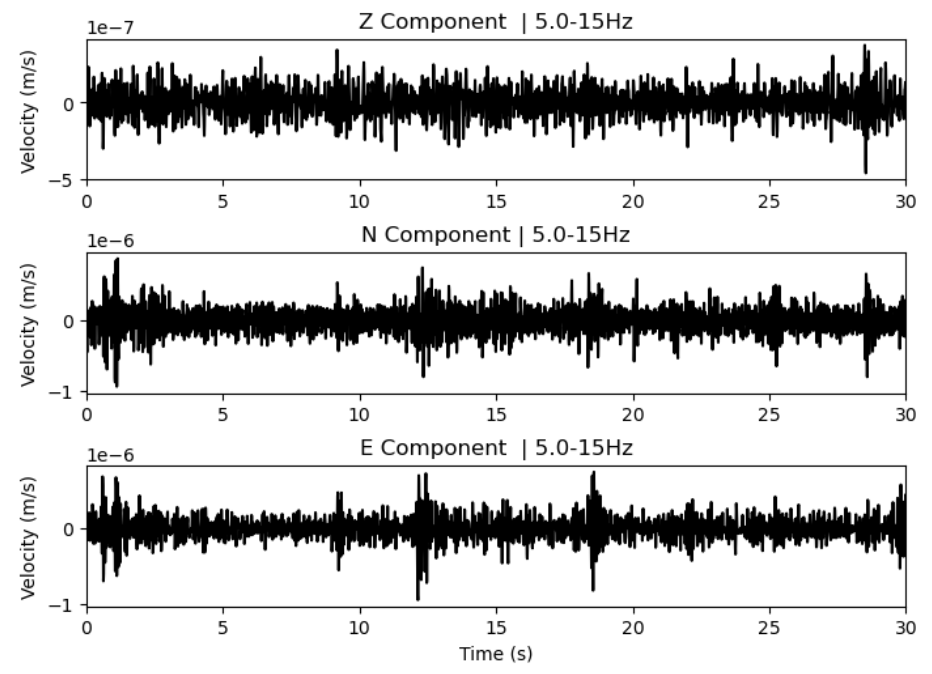 Z Component  | 5.0-15Hz
1e−7
Velocity (m/s)
0
−5
0 5 10 15 20 25 30
N Component | 5.0-15Hz
1e−6
Velocity (m/s)
0
−1
0 5 10 15 20 25 30
E Component  | 5.0-15Hz
1e−6
Velocity (m/s)
0
−1
0 5 10 15 20 25 30
Time (s)